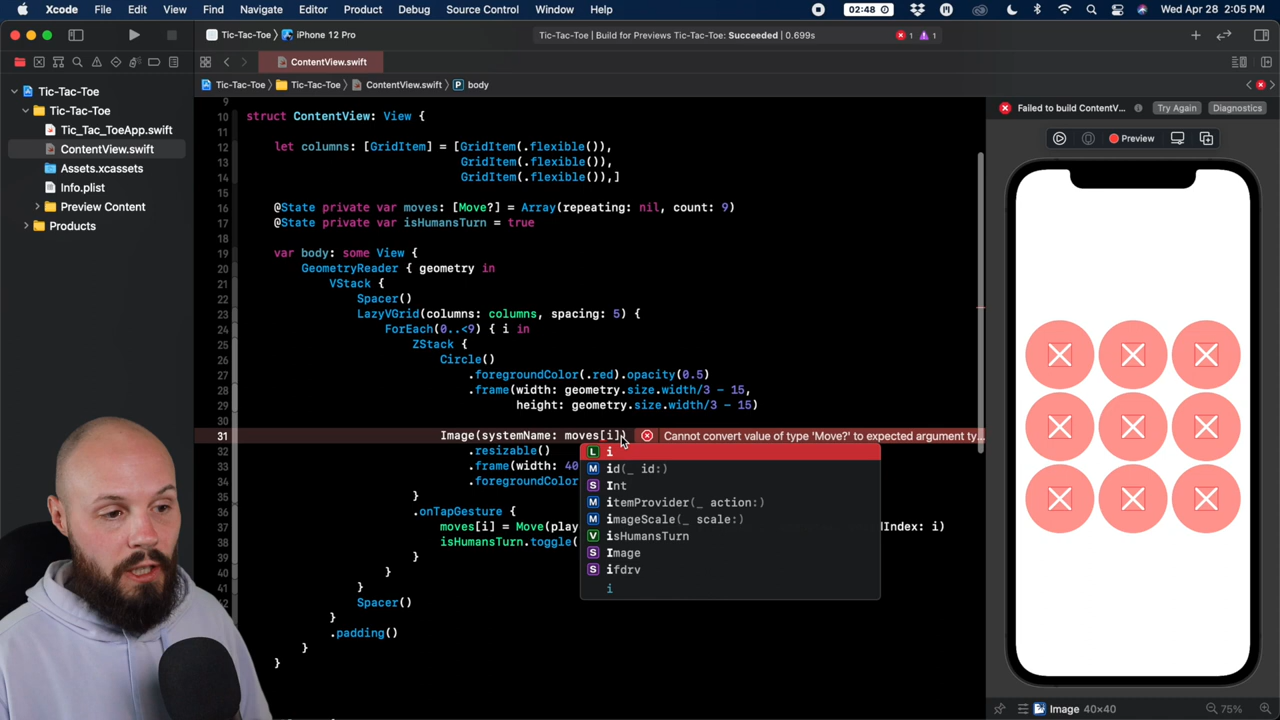 Xcode File Edit View Find Navigate Editor Product Debug Source Control Window Help 02:48 Wed Apr 28 2:05 PM
Tic-Tac-Toe iPhone 12 Pro Tic-Tac-Toe | Build for Previews Tic-Tac-Toe: Succeeded | 0.699s 1 1
ContentView.swift
Tic-Tac-Toe Tic-Tac-Toe ContentView.swift P body
Tic-Tac-Toe
Tic-Tac-Toe
Tic_Tac_ToeApp.swift
ContentView.swift
Assets.xcassets
Info.plist
Preview Content
Products
9
10 struct ContentView: View {
11
12 let columns: [GridItem] = [GridItem(.flexible()),
13 GridItem(.flexible()),
14 GridItem(.flexible()),]
15
16 @State private var moves: [Move?] = Array(repeating: nil, count: 9)
17 @State private var isHumansTurn = true
18
19 var body: some View {
20 GeometryReader { geometry in
21 VStack {
22 Spacer()
23 LazyVGrid(columns: columns, spacing: 5) {
24 ForEach(0..<9) { i in
25 ZStack {
26 Circle()
27 .foregroundColor(.red).opacity(0.5)
28 .frame(width: geometry.size.width/3 - 15,
29 height: geometry.size.width/3 - 15)
30
31 Image(systemName: moves[i]) Cannot convert value of type 'Move?' to expected argument ty...
32 .resizable()
33 .frame(width: 40
34 .foregroundColor
35 }
36 .onTapGesture {
37 moves[i] = Move(play dIndex: i)
38 isHumansTurn.toggle(
39 }
40 }
41 }
42 Spacer()
}
.padding()
}
}
L i
M id(_ id:)
S Int
M itemProvider(_ action:)
M imageScale(_ scale:)
V isHumansTurn
S Image
S ifdrv
i
Failed to build ContentV... Try Again Diagnostics
Preview
Image 40×40 75%